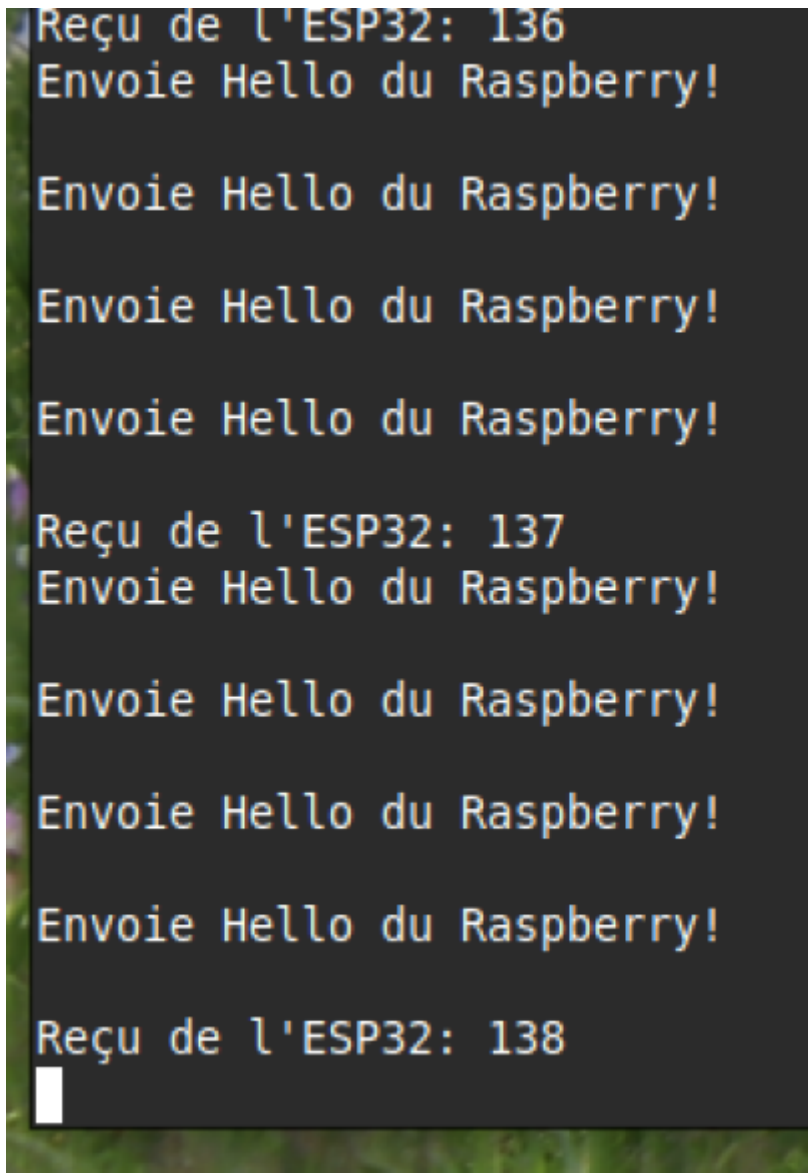 Reçu de l'ESP32: 136
Envoie Hello du Raspberry!
Envoie Hello du Raspberry!
Envoie Hello du Raspberry!
Envoie Hello du Raspberry!
Reçu de l'ESP32: 137
Envoie Hello du Raspberry!
Envoie Hello du Raspberry!
Envoie Hello du Raspberry!
Envoie Hello du Raspberry!
Reçu de l'ESP32: 138